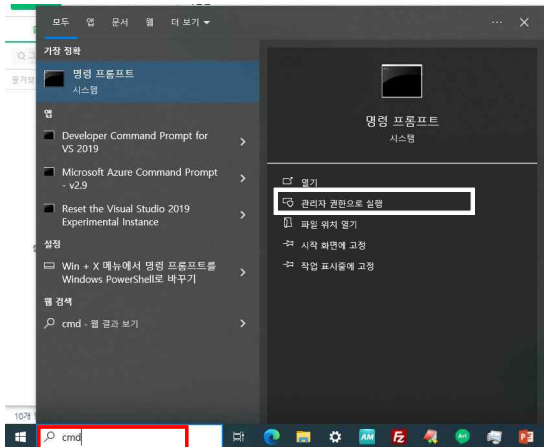 모두 앱 문서 웹 더 보기
가장 정확
명령 프롬프트
시스템
앱
Developer Command Prompt for
VS 2019
Microsoft Azure Command Prompt
- v2.9
Reset the Visual Studio 2019
Experimental Instance
설정
Win + X 메뉴에서 명령 프롬프트를
Windows PowerShell로 바꾸기
웹 검색
cmd - 웹 결과 보기
명령 프롬프트
시스템
열기
관리자 권한으로 실행
파일 위치 열기
시작 화면에 고정
작업 표시줄에 고정
10개
cmd
AM
Fz